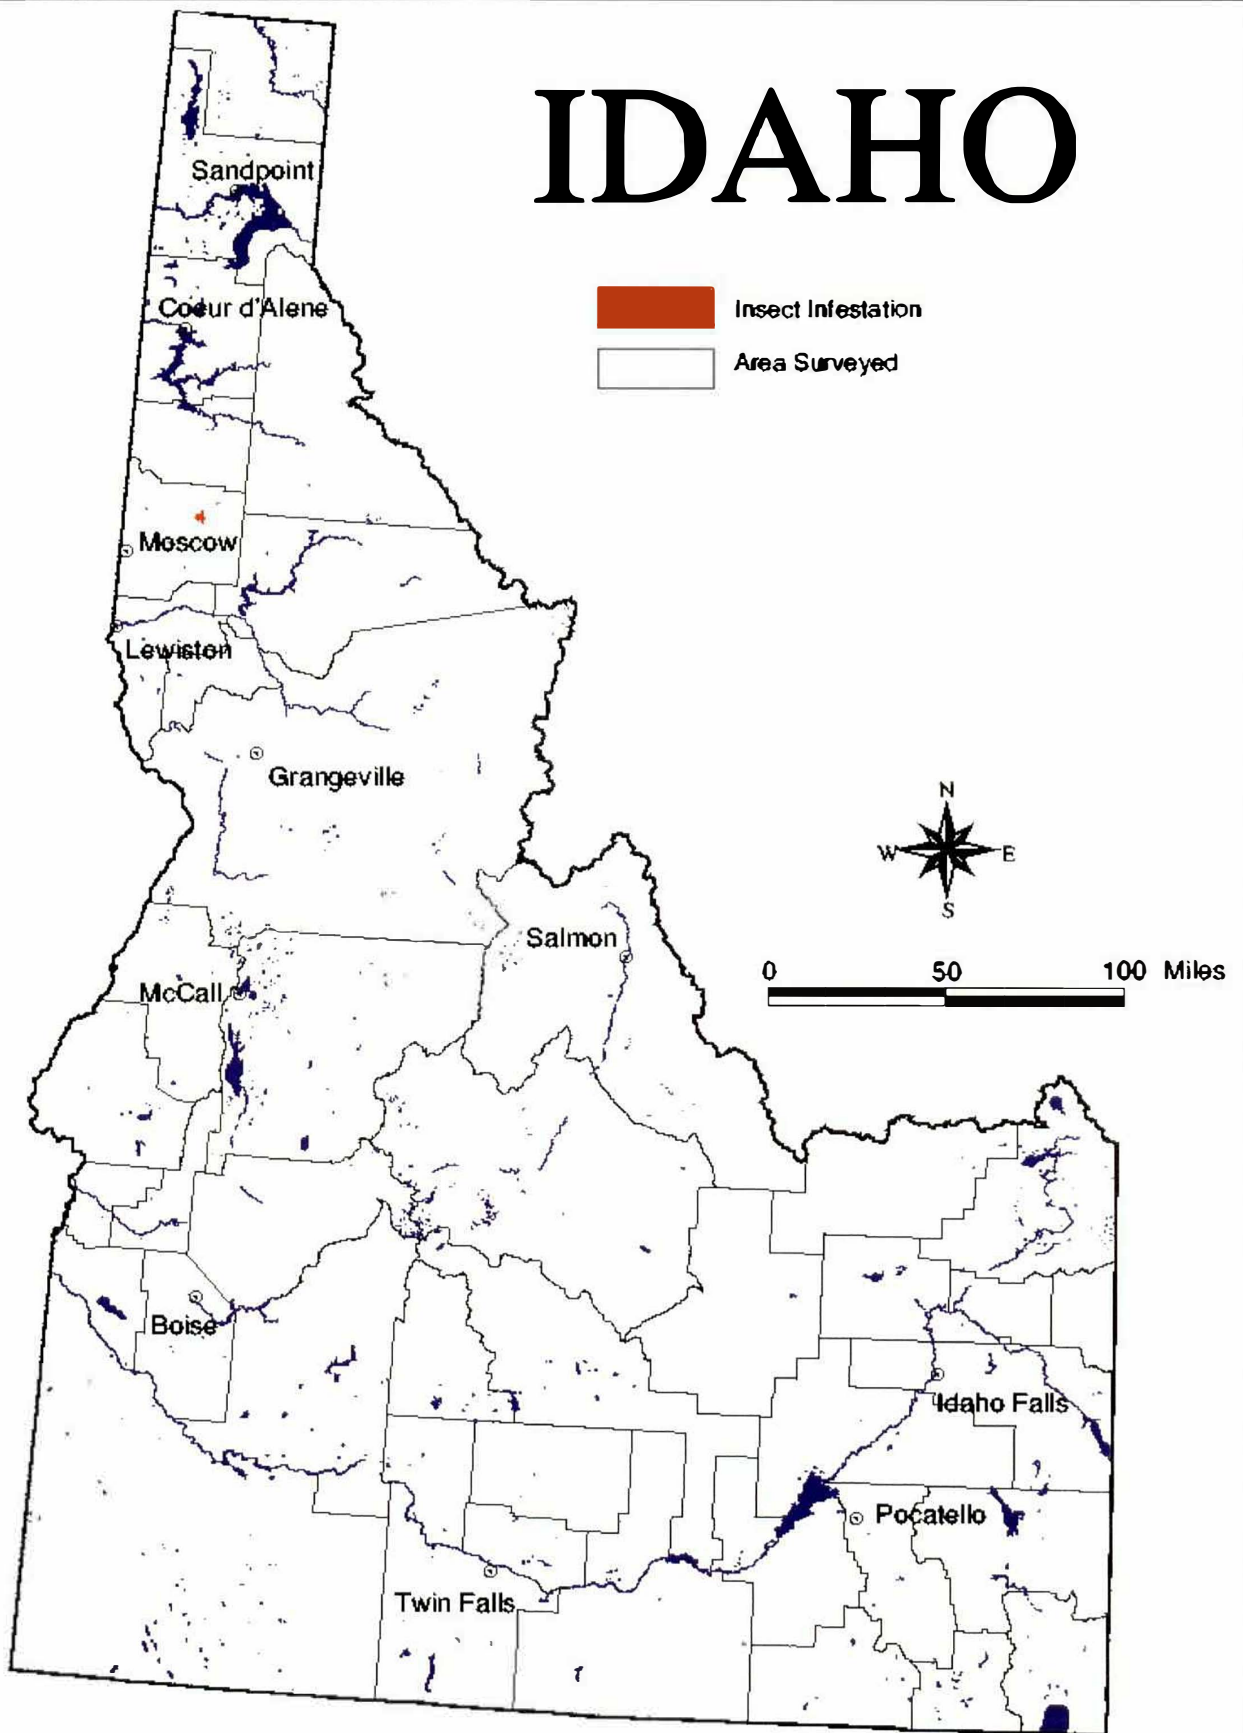 IDAHO
Sandpoint
Insect Infestation
Coeur d'Alene
Area Surveyed
Moscow
Lewiston
Grangeville
N
W E
S
Salmon
0 50 100 Miles
McCall
Boise
Idaho Falls
Pocatello
Twin Falls